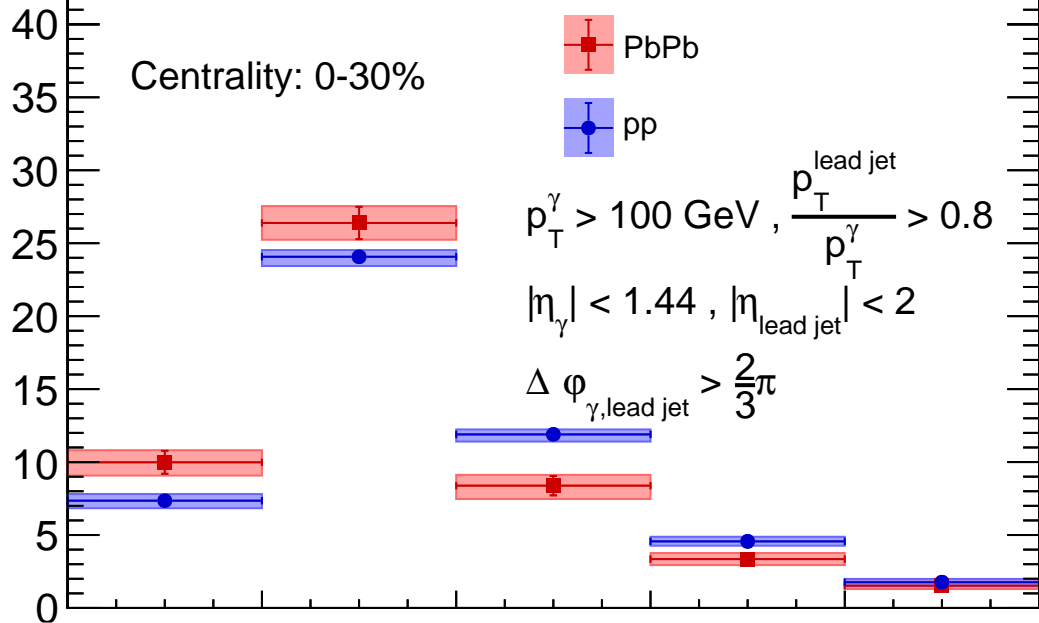 40
35
30
25
20
15
10
5
0
Centrality: 0-30%
PbPb
pp
p_T^γ > 100 GeV , p_T^lead jet / p_T^γ > 0.8
|η_γ| < 1.44 , |η_lead jet| < 2
Δ φ_γ,lead jet > 2/3 π